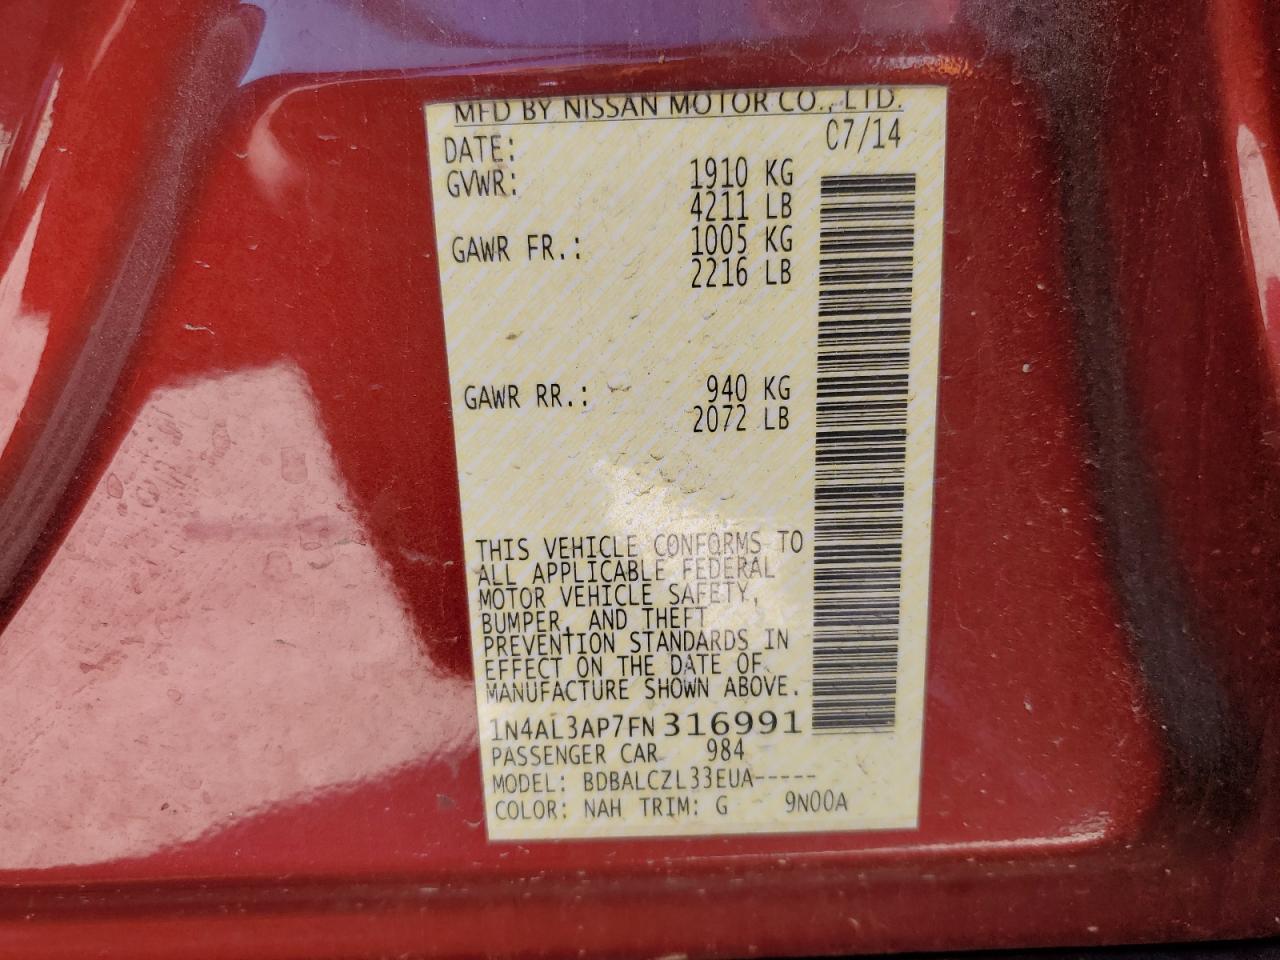 MFD BY NISSAN MOTOR CO., LTD.
DATE: 07/14
GVWR: 1910 KG
4211 LB
GAWR FR.: 1005 KG
2216 LB
GAWR RR.: 940 KG
2072 LB
THIS VEHICLE CONFORMS TO
ALL APPLICABLE FEDERAL
MOTOR VEHICLE SAFETY,
BUMPER, AND THEFT
PREVENTION STANDARDS IN
EFFECT ON THE DATE OF
MANUFACTURE SHOWN ABOVE.
1N4AL3AP7FN316991
PASSENGER CAR 984
MODEL: BDBALCZL33EUA-----
COLOR: NAH TRIM: G 9N00A